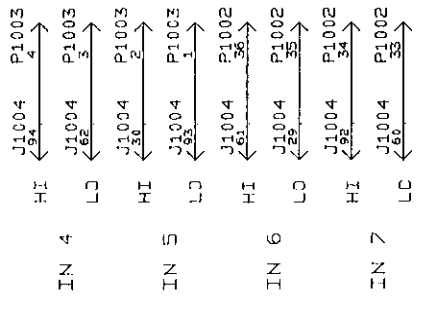 IN 4
HI J1004 94 P1003 4
LO J1004 62 P1003 3
IN 5
HI J1004 30 P1003 2
LO J1004 93 P1003 1
IN 6
HI J1004 61 P1002 36
LO J1004 29 P1002 35
IN 7
HI J1004 92 P1002 34
LO J1004 60 P1002 33